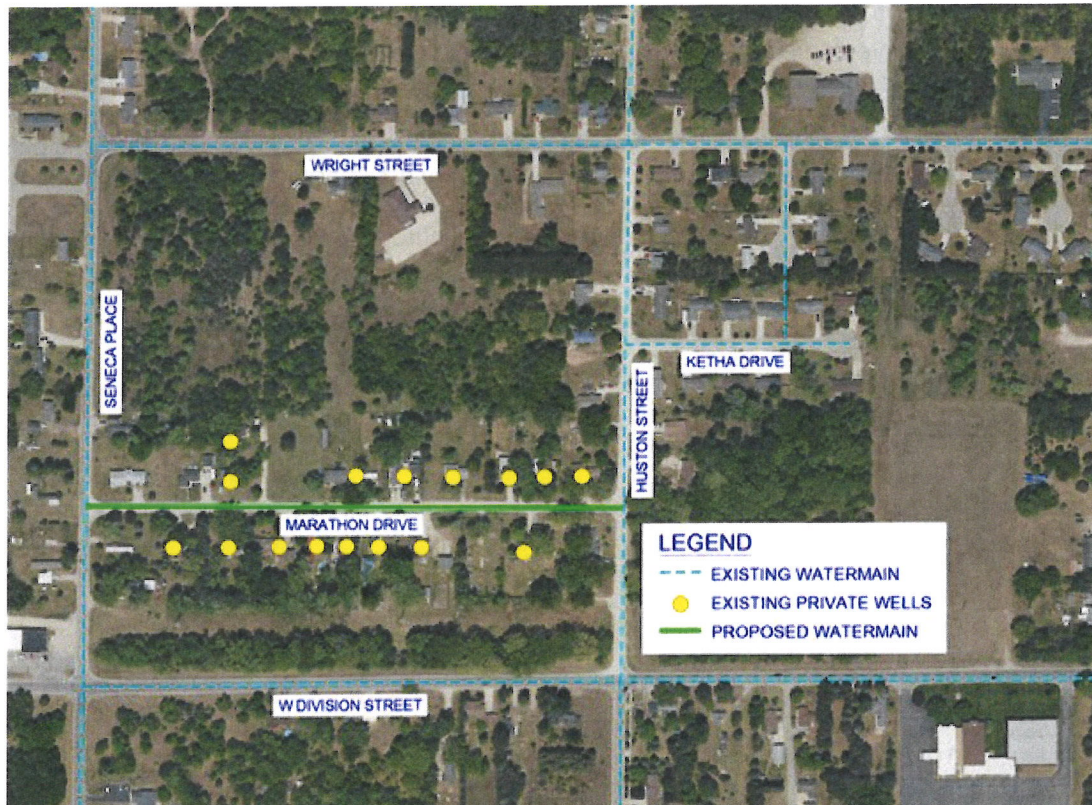 WRIGHT STREET
SENECA PLACE
KETHA DRIVE
HUSTON STREET
MARATHON DRIVE
LEGEND
EXISTING WATERMAIN
EXISTING PRIVATE WELLS
PROPOSED WATERMAIN
W DIVISION STREET